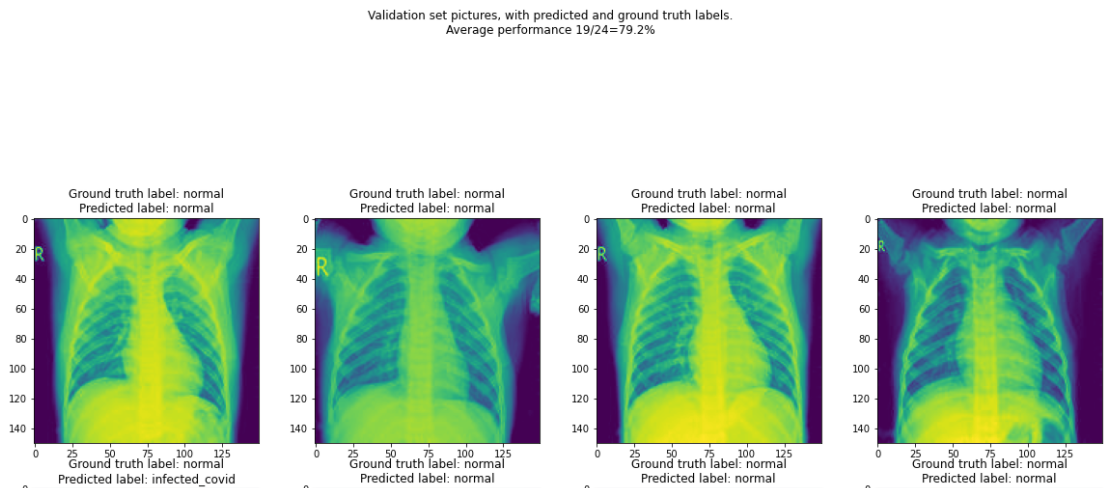 Validation set pictures, with predicted and ground truth labels.
Average performance 19/24=79.2%
Ground truth label: normal
Predicted label: normal
Ground truth label: normal
Predicted label: normal
Ground truth label: normal
Predicted label: normal
Ground truth label: normal
Predicted label: normal
0
20
40
60
80
100
120
140
0 25 50 75 100 125
R
0
20
40
60
80
100
120
140
0 25 50 75 100 125
R
0
20
40
60
80
100
120
140
0 25 50 75 100 125
R
0
20
40
60
80
100
120
140
0 25 50 75 100 125
R
Ground truth label: normal
Predicted label: infected_covid
Ground truth label: normal
Predicted label: normal
Ground truth label: normal
Predicted label: normal
Ground truth label: normal
Predicted label: normal